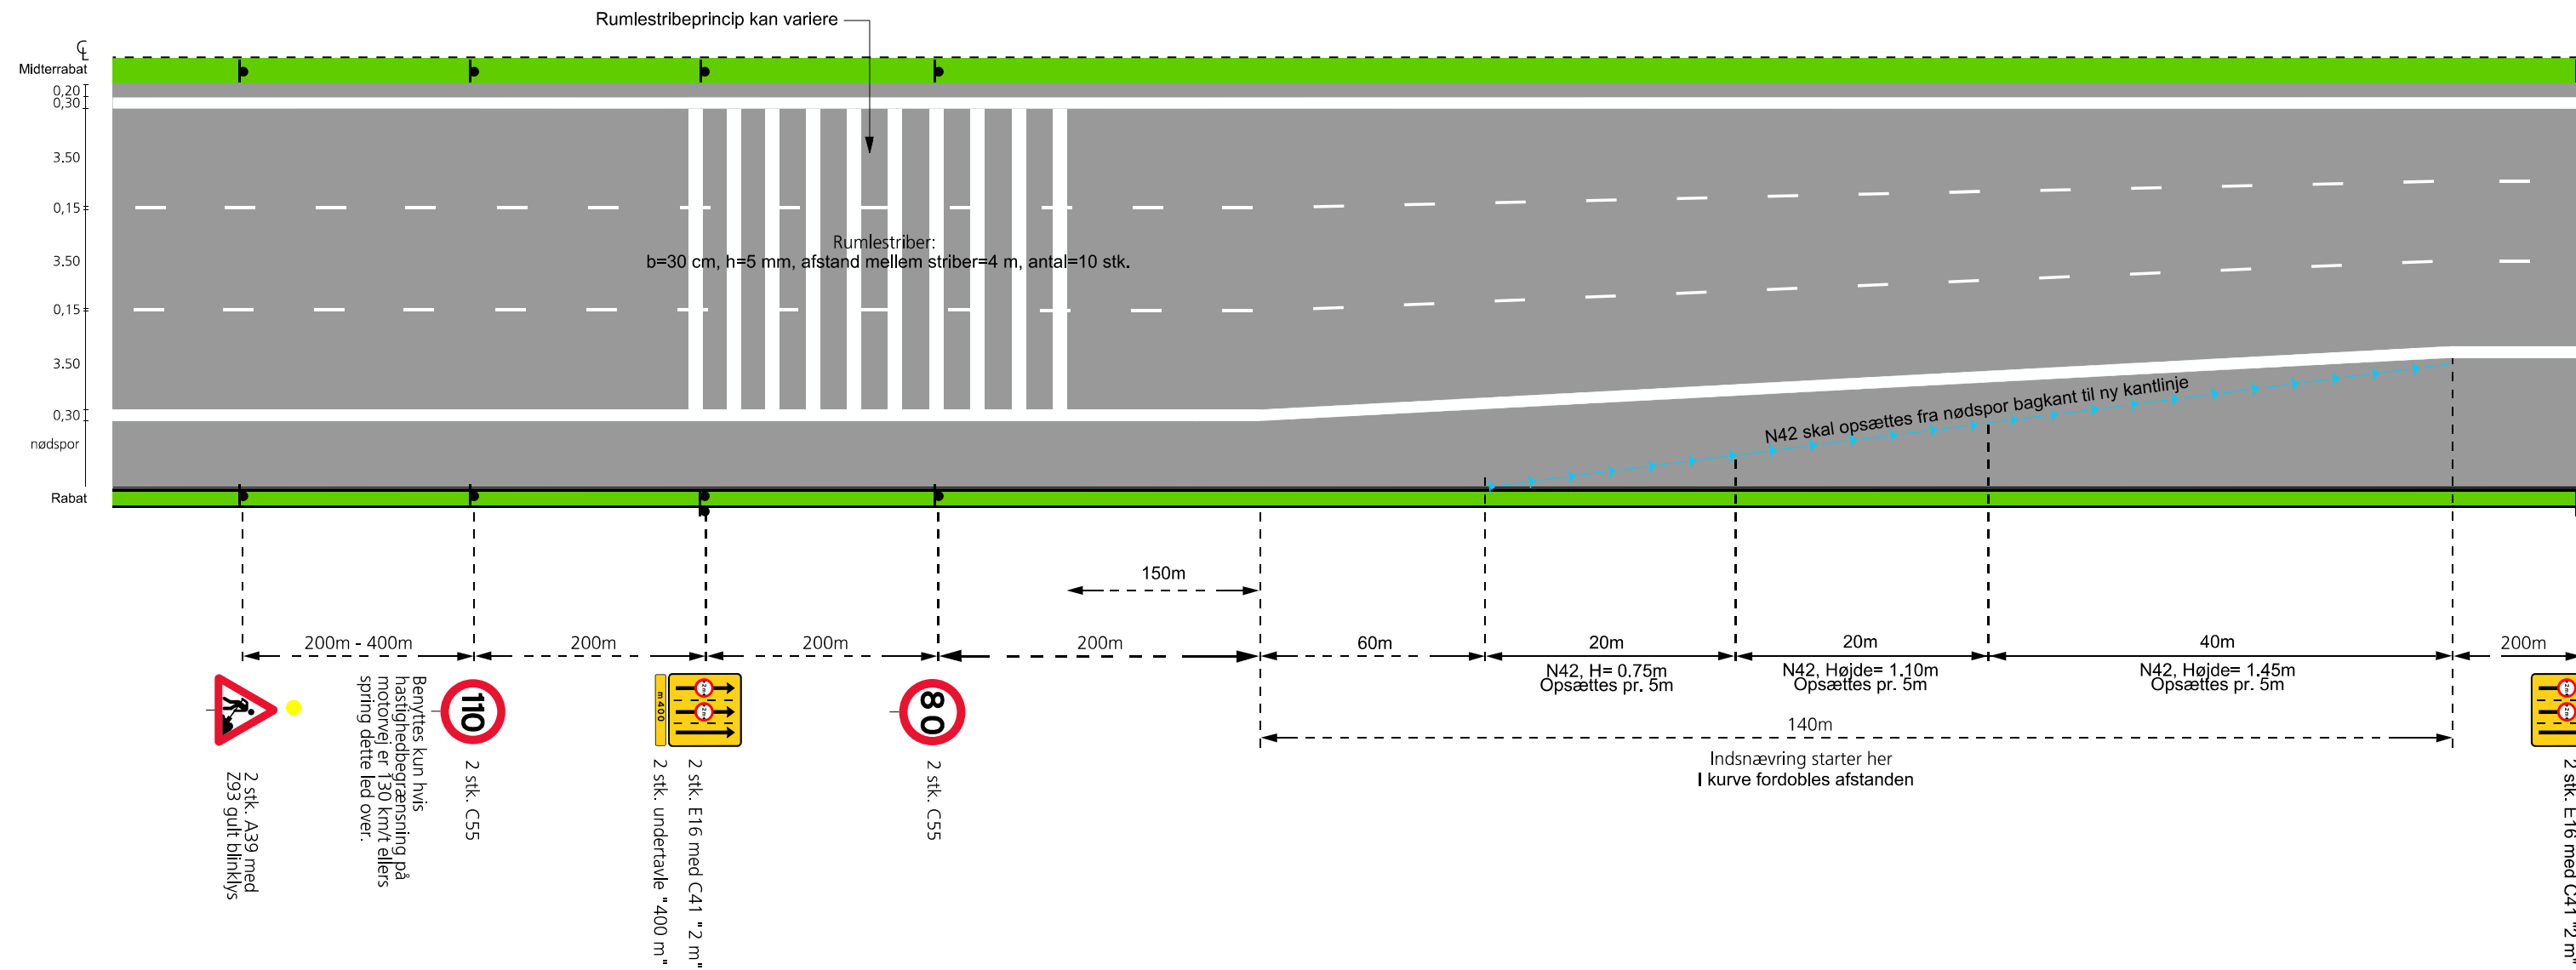 Rumlestribeprincip kan variere
Midterrabat
0,20
0,30
3.50
0,15
3.50
0,15
3.50
0,30
nødspor
Rabat
Rumlestriber:
b=30 cm, h=5 mm, afstand mellem striber=4 m, antal=10 stk.
N42 skal opsættes fra nødspor bagkant til ny kantlinje
150m
200m - 400m
200m
200m
200m
60m
20m
20m
40m
200m
N42, H= 0.75m
Opsættes pr. 5m
N42, Højde= 1.10m
Opsættes pr. 5m
N42, Højde= 1.45m
Opsættes pr. 5m
140m
Indsnævring starter her
I kurve fordobles afstanden
2 stk. A39 med
Z93 gult blinklys
Benyttes kun hvis
hastighedbegrænsning på
motorvej er 130 km/t ellers
spring dette led over.
110
2 stk. C55
m 400
2m
2m
2 stk. E16 med C41 "2 m"
2 stk. undertavle "400 m"
80
2 stk. C55
2m
2m
2 stk. E16 med C41 "2 m"